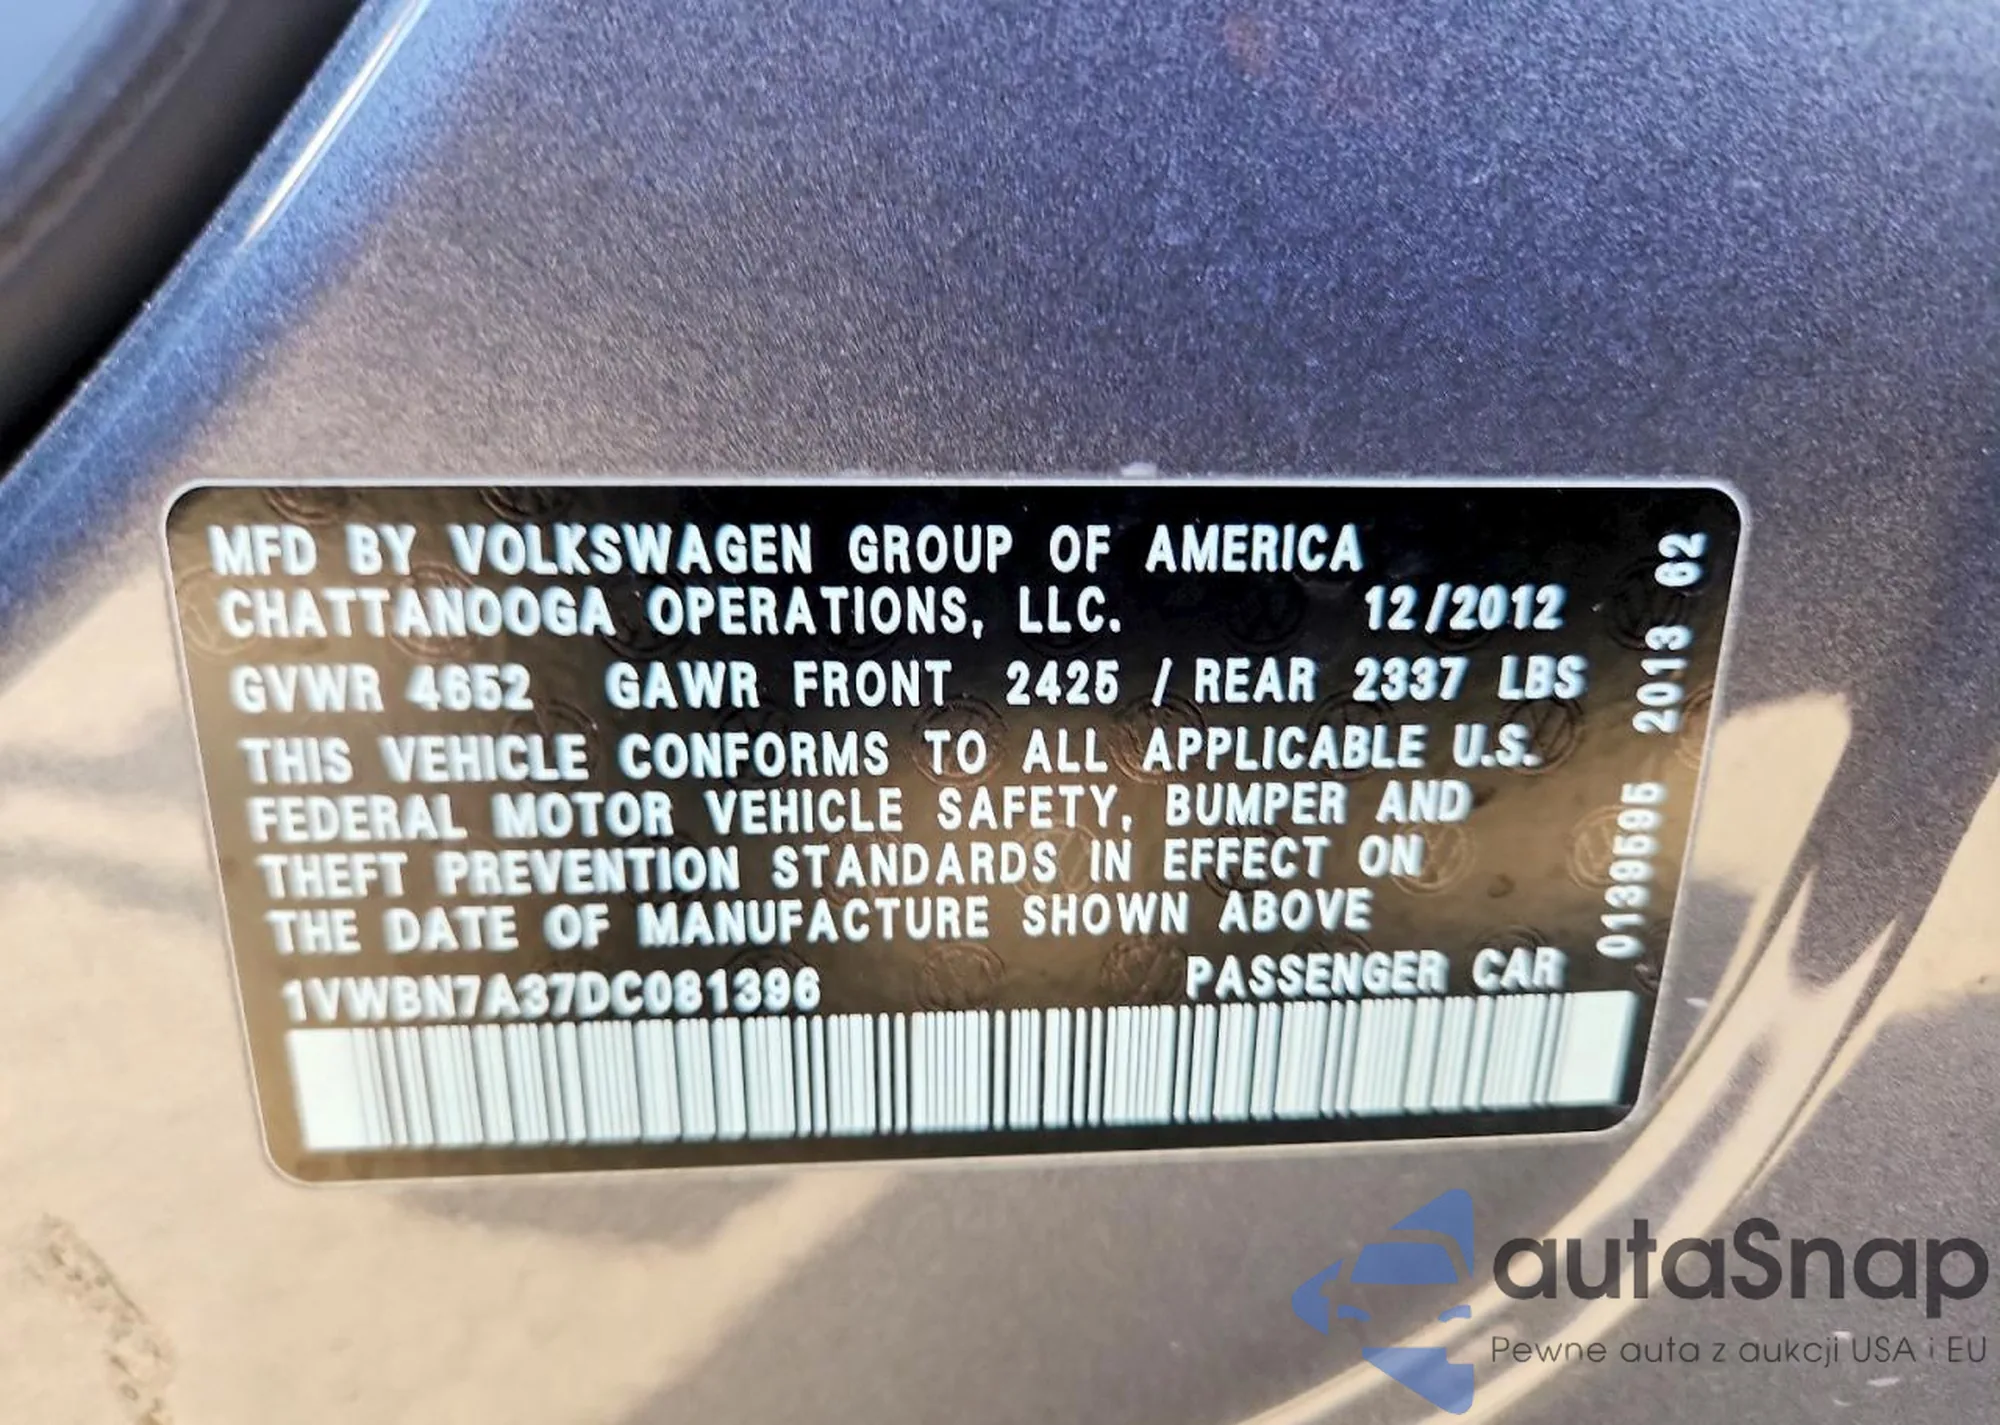 MFD BY VOLKSWAGEN GROUP OF AMERICA
CHATTANOOGA OPERATIONS, LLC. 12/2012
GVWR 4652 GAWR FRONT 2425 / REAR 2337 LBS
THIS VEHICLE CONFORMS TO ALL APPLICABLE U.S.
FEDERAL MOTOR VEHICLE SAFETY, BUMPER AND
THEFT PREVENTION STANDARDS IN EFFECT ON
THE DATE OF MANUFACTURE SHOWN ABOVE
1VWBN7A37DC081396 PASSENGER CAR
0139595 2013 62
autaSnap
Pewne auta z aukcji USA i EU